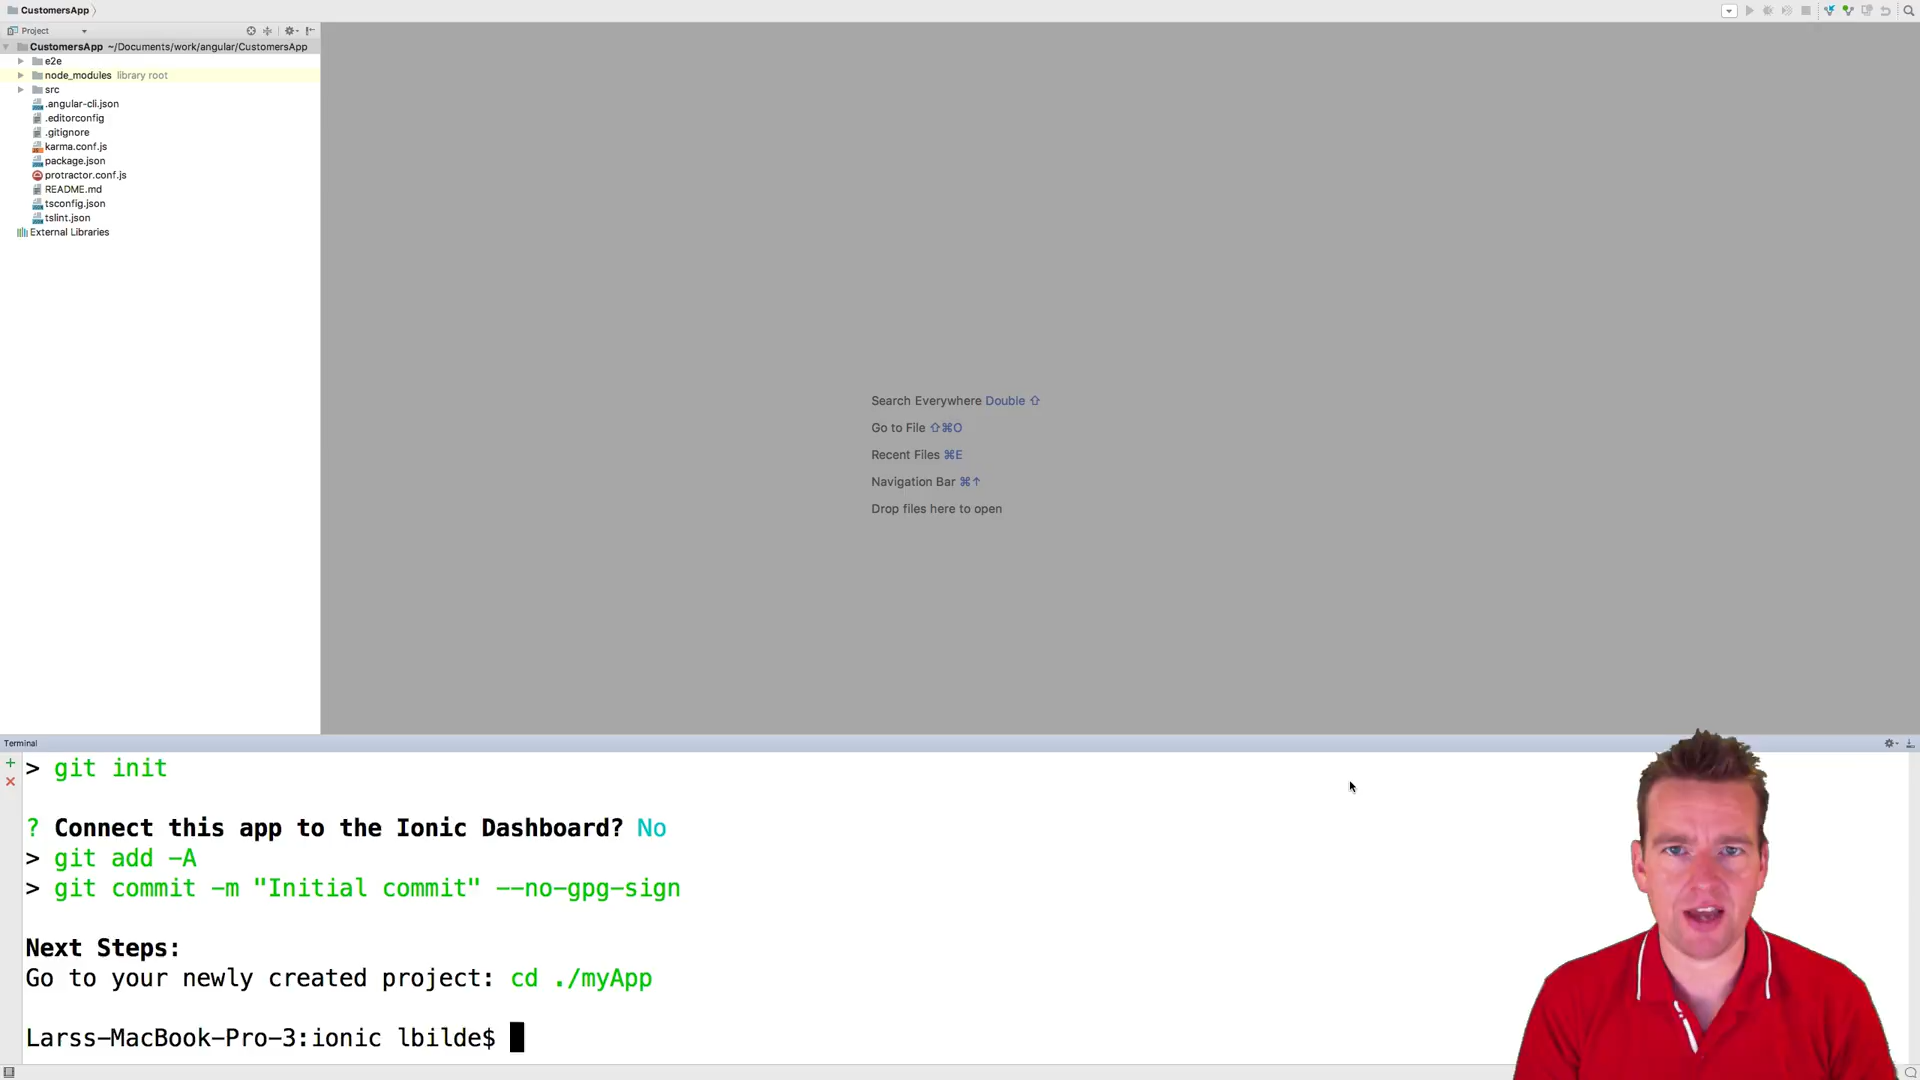 CustomersApp
Project
CustomersApp ~/Documents/work/angular/CustomersApp
e2e
node_modules library root
src
.angular-cli.json
.editorconfig
.gitignore
karma.conf.js
package.json
protractor.conf.js
README.md
tsconfig.json
tslint.json
External Libraries
Search Everywhere Double ⇧
Go to File ⇧⌘O
Recent Files ⌘E
Navigation Bar ⌘↑
Drop files here to open
Terminal
> git init
? Connect this app to the Ionic Dashboard? No
> git add -A
> git commit -m "Initial commit" --no-gpg-sign
Next Steps:
Go to your newly created project: cd ./myApp
Larss-MacBook-Pro-3:ionic lbilde$